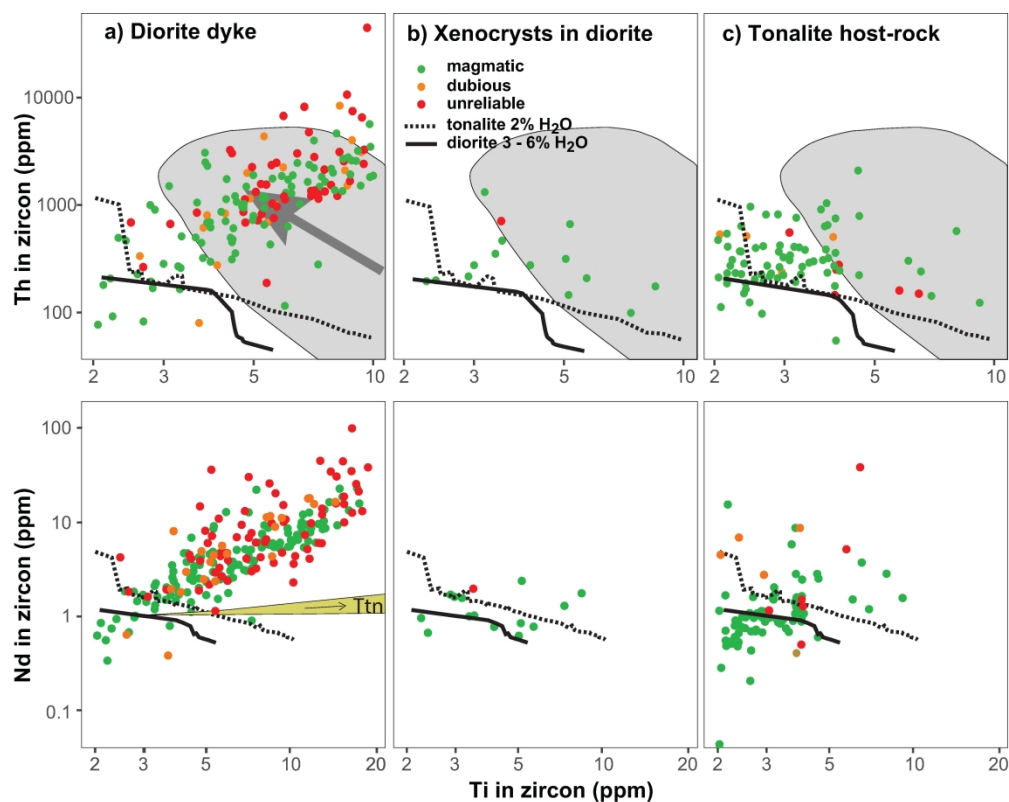 a) Diorite dyke
b) Xenocrysts in diorite
c) Tonalite host-rock
magmatic
dubious
unreliable
tonalite 2% H₂O
diorite 3 - 6% H₂O
Th in zircon (ppm)
10000
1000
100
2 5 10
2 5 10
2 5 10
Nd in zircon (ppm)
100
10
1
0.1
Ttn
2 3 5 10 20
2 3 5 10 20
2 3 5 10 20
Ti in zircon (ppm)